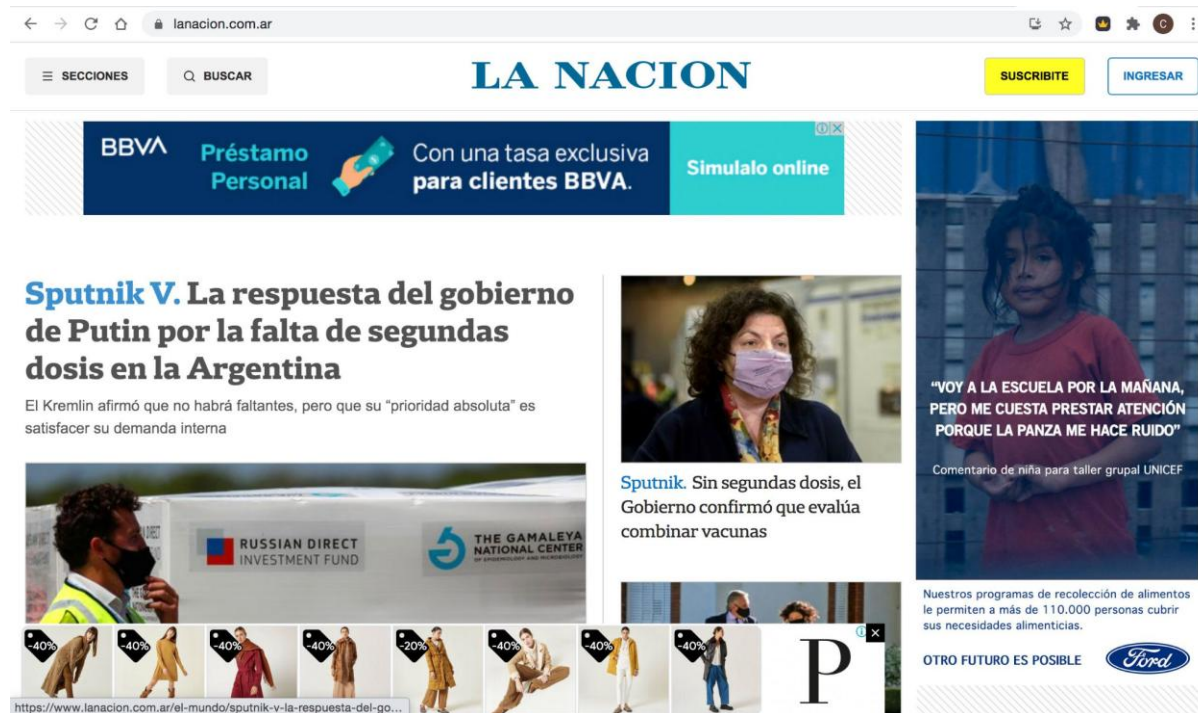 lanacion.com.ar
C
SECCIONES
BUSCAR
LA NACION
SUSCRIBITE
INGRESAR
BBVA
Préstamo
Personal
Con una tasa exclusiva
para clientes BBVA.
Simulalo online
Sputnik V. La respuesta del gobierno
de Putin por la falta de segundas
dosis en la Argentina
El Kremlin afirmó que no habrá faltantes, pero que su “prioridad absoluta” es
satisfacer su demanda interna
RUSSIAN DIRECT
INVESTMENT FUND
THE GAMALEYA
NATIONAL CENTER
OF EPIDEMIOLOGY AND MICROBIOLOGY
Sputnik. Sin segundas dosis, el
Gobierno confirmó que evalúa
combinar vacunas
“VOY A LA ESCUELA POR LA MAÑANA,
PERO ME CUESTA PRESTAR ATENCIÓN
PORQUE LA PANZA ME HACE RUIDO”
Comentario de niña para taller grupal UNICEF
Nuestros programas de recolección de alimentos
le permiten a más de 110.000 personas cubrir
sus necesidades alimenticias.
OTRO FUTURO ES POSIBLE
Ford
-40%
-40%
-40%
-40%
-20%
-40%
-40%
-40%
P
https://www.lanacion.com.ar/el-mundo/sputnik-v-la-respuesta-del-go...